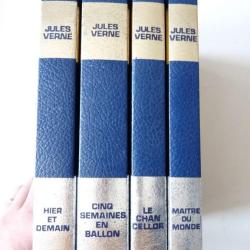 JULES
VERNE
HIER
ET
DEMAIN
JULES
VERNE
CINQ
SEMAINES
EN
BALLON
JULES
VERNE
LE
CHAN
CELLOR
JULES
VERNE
MAITRE
DU
MONDE